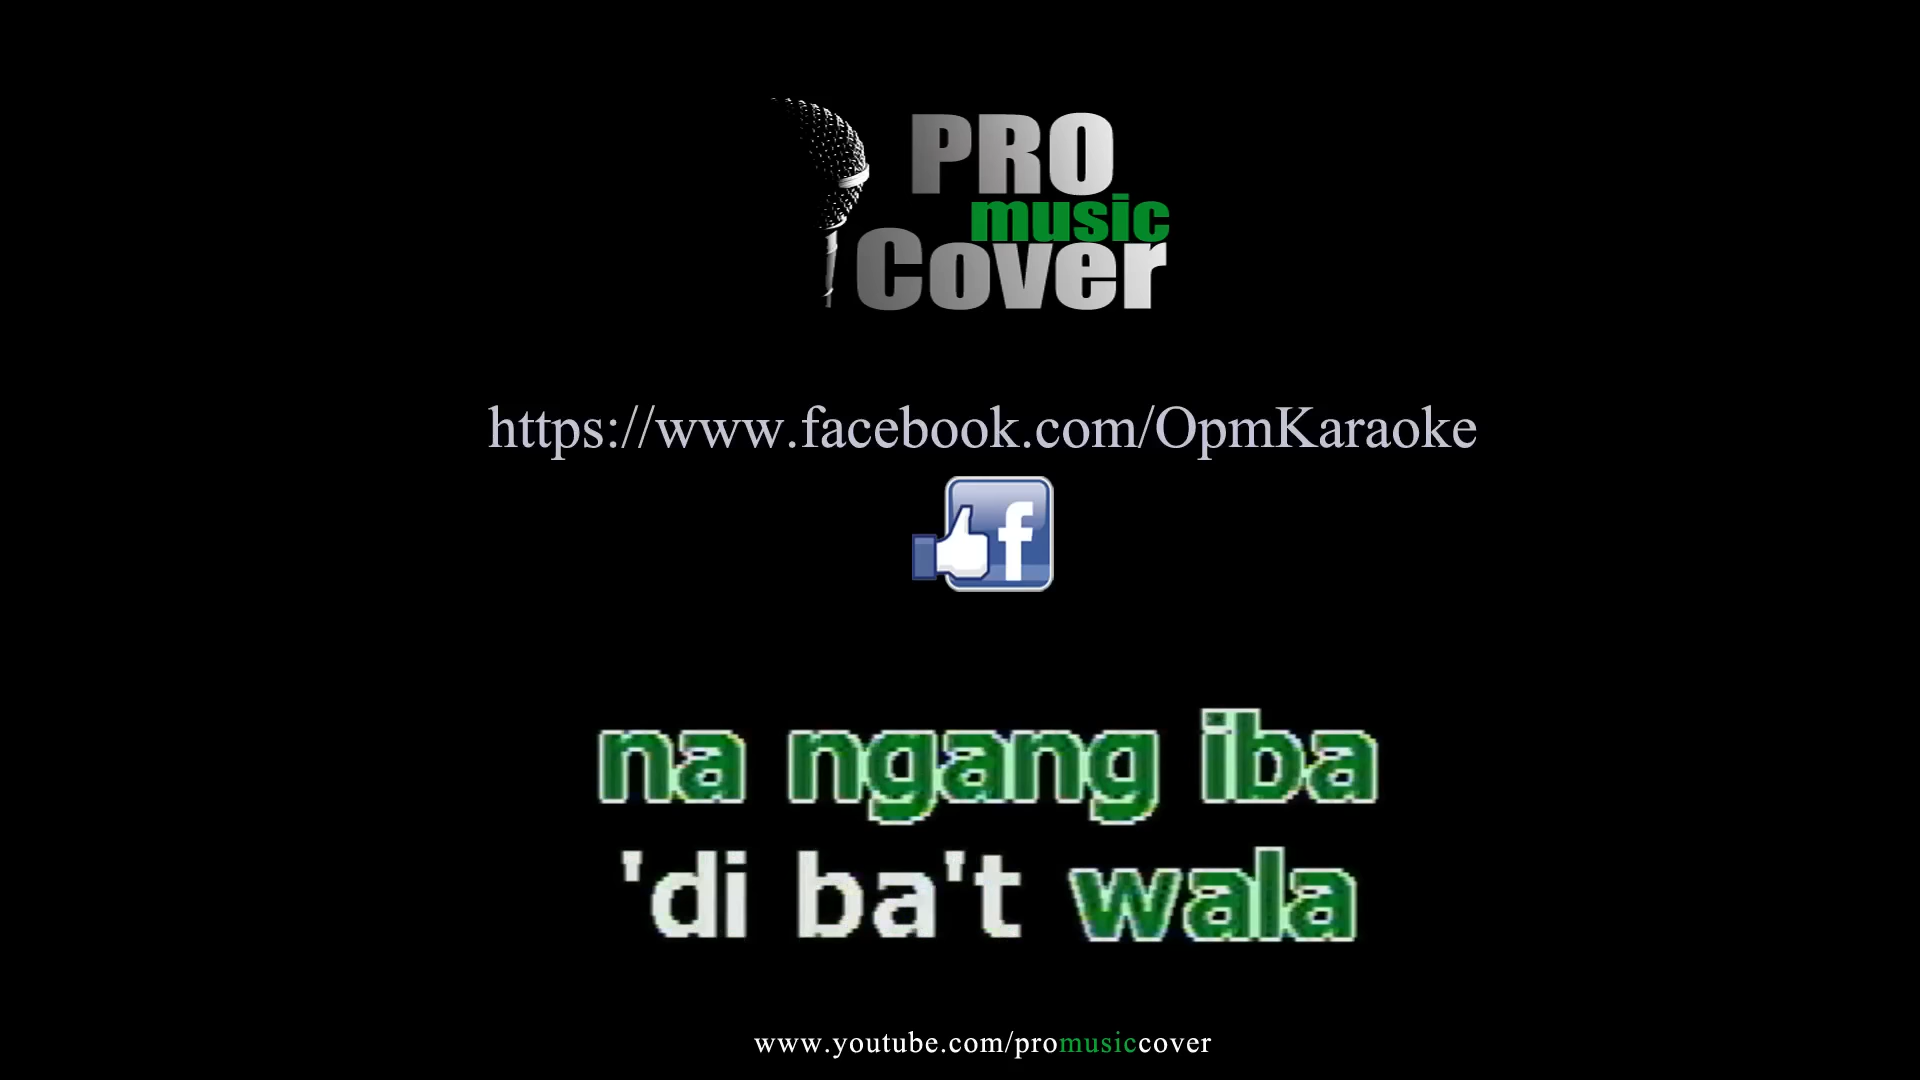 PRO
music
Cover
https://www.facebook.com/OpmKaraoke
f
na ngang iba
'di ba't wala
www.youtube.com/promusiccover